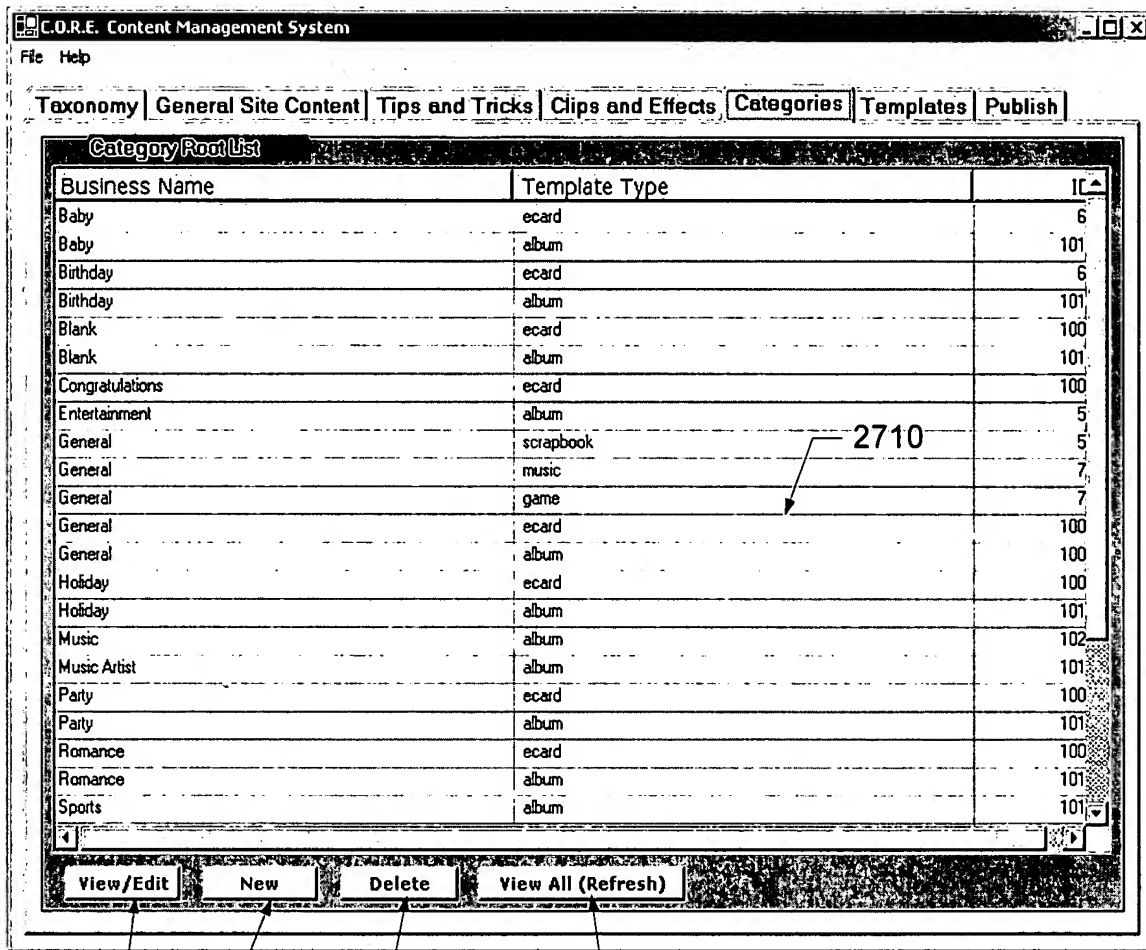 C.O.R.E. Content Management System
File Help
Taxonomy General Site Content Tips and Tricks Clips and Effects Categories Templates Publish
Category Root List
Business Name Template Type ID
Baby ecard 6
Baby album 101
Birthday ecard 6
Birthday album 101
Blank ecard 100
Blank album 101
Congratulations ecard 100
Entertainment album 5
General scrapbook 5
2710
General music 7
General game 7
General ecard 100
General album 100
Holiday ecard 100
Holiday album 101
Music album 102
Music Artist album 101
Party ecard 100
Party album 101
Romance ecard 100
Romance album 101
Sports album 101
View/Edit New Delete View All (Refresh)